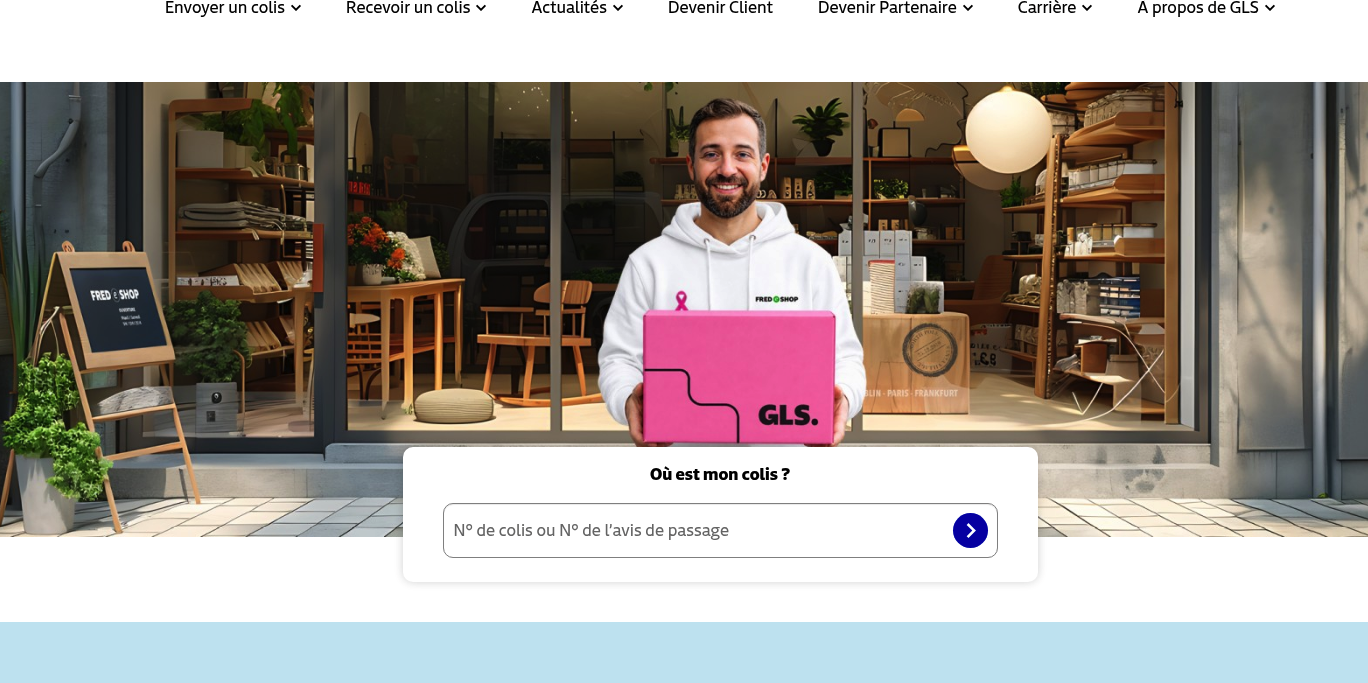 Envoyer un colis
Recevoir un colis
Actualités
Devenir Client
Devenir Partenaire
Carrière
A propos de GLS
FRED e SHOP
FRED e SHOP
GLS.
LIN - PARIS - FRANKFURT
Où est mon colis ?
N° de colis ou N° de l'avis de passage